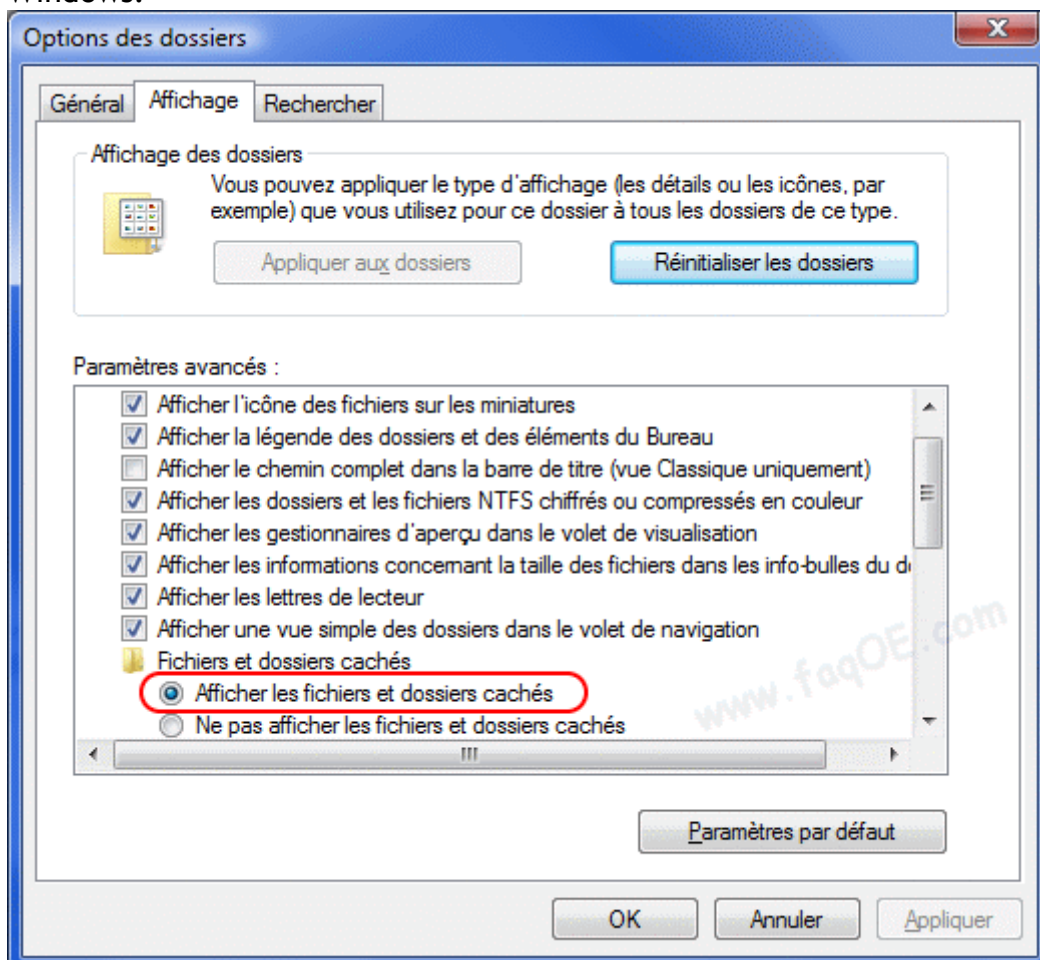 Options des dossiers
Général Affichage Rechercher
Affichage des dossiers
Vous pouvez appliquer le type d'affichage (les détails ou les icônes, par
exemple) que vous utilisez pour ce dossier à tous les dossiers de ce type.
Appliquer aux dossiers Réinitialiser les dossiers
Paramètres avancés :
Afficher l'icône des fichiers sur les miniatures
Afficher la légende des dossiers et des éléments du Bureau
Afficher le chemin complet dans la barre de titre (vue Classique uniquement)
Afficher les dossiers et les fichiers NTFS chiffrés ou compressés en couleur
Afficher les gestionnaires d'aperçu dans le volet de visualisation
Afficher les informations concernant la taille des fichiers dans les info-bulles du
Afficher les lettres de lecteur
Afficher une vue simple des dossiers dans le volet de navigation
Fichiers et dossiers cachés
Afficher les fichiers et dossiers cachés
Ne pas afficher les fichiers et dossiers cachés
www.faqOE.com
Paramètres par défaut
OK Annuler Appliquer